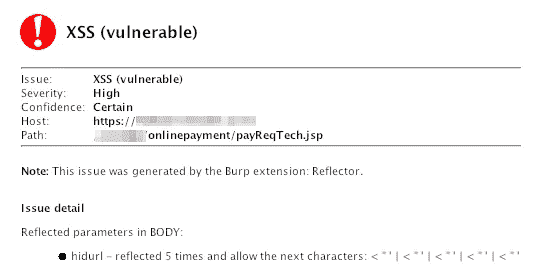 XSS (vulnerable)
Issue: XSS (vulnerable)
Severity: High
Confidence: Certain
Host: https://
Path: /onlinepayment/payReqTech.jsp
Note: This issue was generated by the Burp extension: Reflector.
Issue detail
Reflected parameters in BODY:
● hidurl – reflected 5 times and allow the next characters: < " ' | < " ' | < " ' | < " ' | < " '